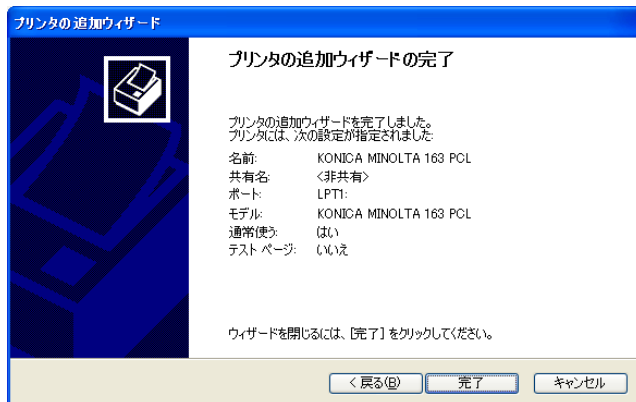 プリンタの追加ウィザード
プリンタの追加ウィザードの完了
プリンタの追加ウィザードを完了しました。
プリンタには、次の設定が指定されました:
名前: KONICA MINOLTA 163 PCL
共有名: <非共有>
ポート: LPT1:
モデル: KONICA MINOLTA 163 PCL
通常使う: はい
テスト ページ: いいえ
ウィザードを閉じるには、[完了] をクリックしてください。
< 戻る(B) 完了 キャンセル